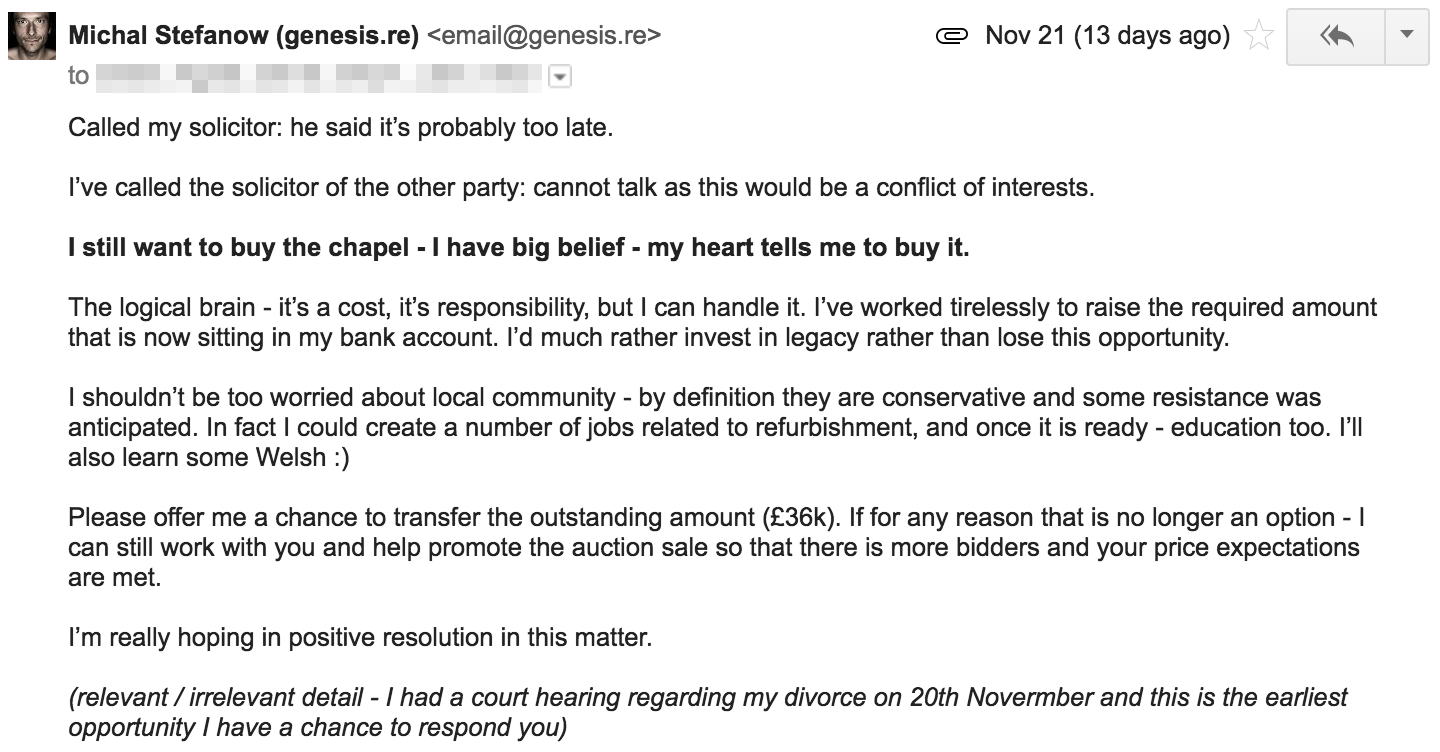 Michal Stefanow (genesis.re) <email@genesis.re>
Nov 21 (13 days ago)
to
Called my solicitor: he said it’s probably too late.
I’ve called the solicitor of the other party: cannot talk as this would be a conflict of interests.
I still want to buy the chapel - I have big belief - my heart tells me to buy it.
The logical brain - it’s a cost, it’s responsibility, but I can handle it. I’ve worked tirelessly to raise the required amount
that is now sitting in my bank account. I’d much rather invest in legacy rather than lose this opportunity.
I shouldn’t be too worried about local community - by definition they are conservative and some resistance was
anticipated. In fact I could create a number of jobs related to refurbishment, and once it is ready - education too. I’ll
also learn some Welsh :)
Please offer me a chance to transfer the outstanding amount (£36k). If for any reason that is no longer an option - I
can still work with you and help promote the auction sale so that there is more bidders and your price expectations
are met.
I’m really hoping in positive resolution in this matter.
(relevant / irrelevant detail - I had a court hearing regarding my divorce on 20th Novermber and this is the earliest
opportunity I have a chance to respond you)